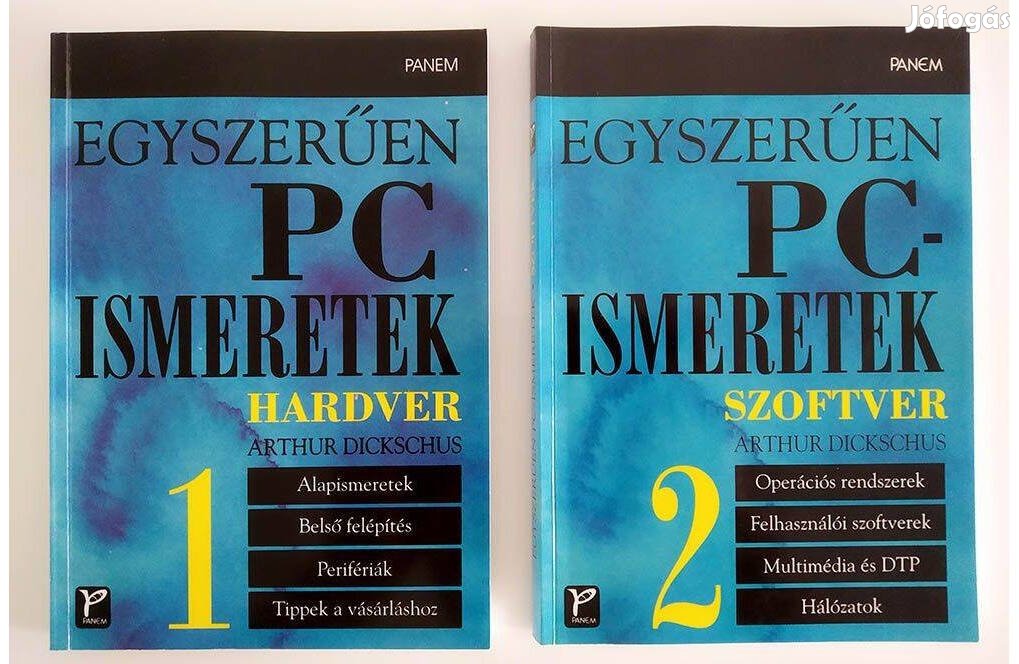 Jófogás
PANEM
EGYSZERŰEN
PC
ISMERETEK
HARDVER
ARTHUR DICKSCHUS
1
Alapismeretek
Belső felépítés
Perifériák
Tippek a vásárláshoz
PANEM
PANEM
EGYSZERŰEN
PC-
ISMERETEK
SZOFTVER
ARTHUR DICKSCHUS
2
Operációs rendszerek
Felhasználói szoftverek
Multimédia és DTP
Hálózatok
PANEM